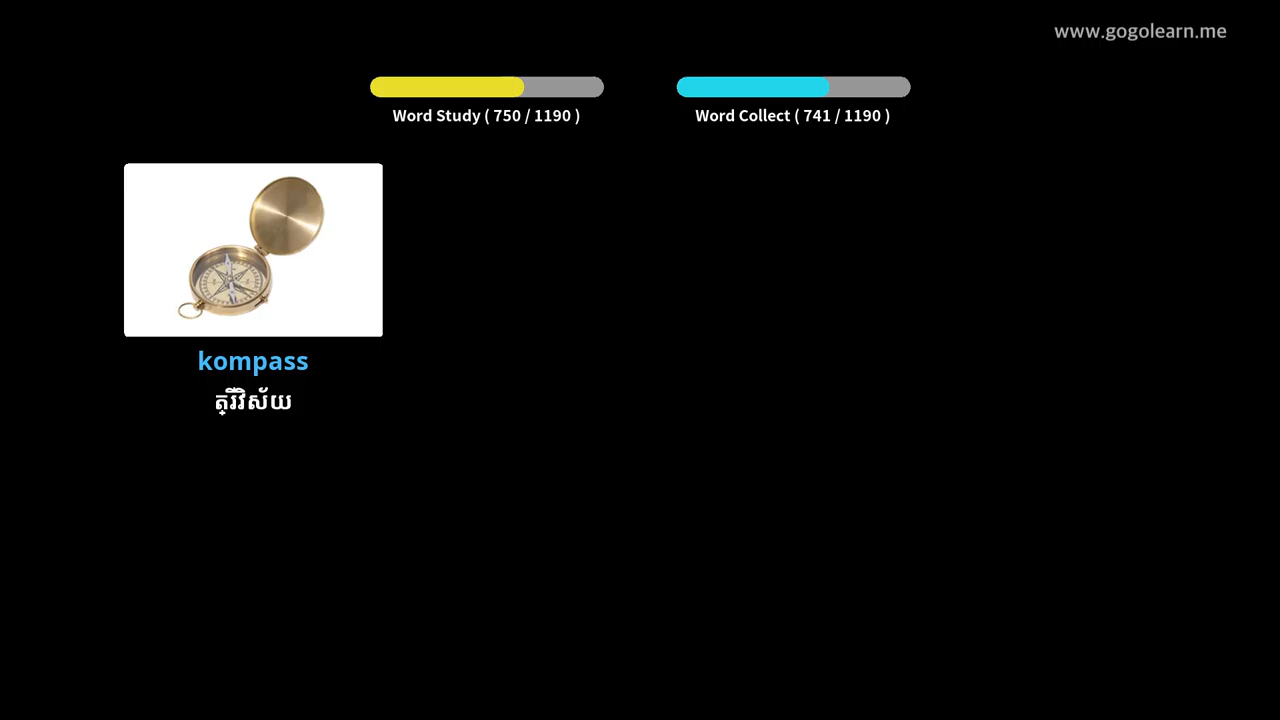 www.gogolearn.me
Word Study ( 750 / 1190 )
Word Collect ( 741 / 1190 )
kompass
ត្រីវិស័យ